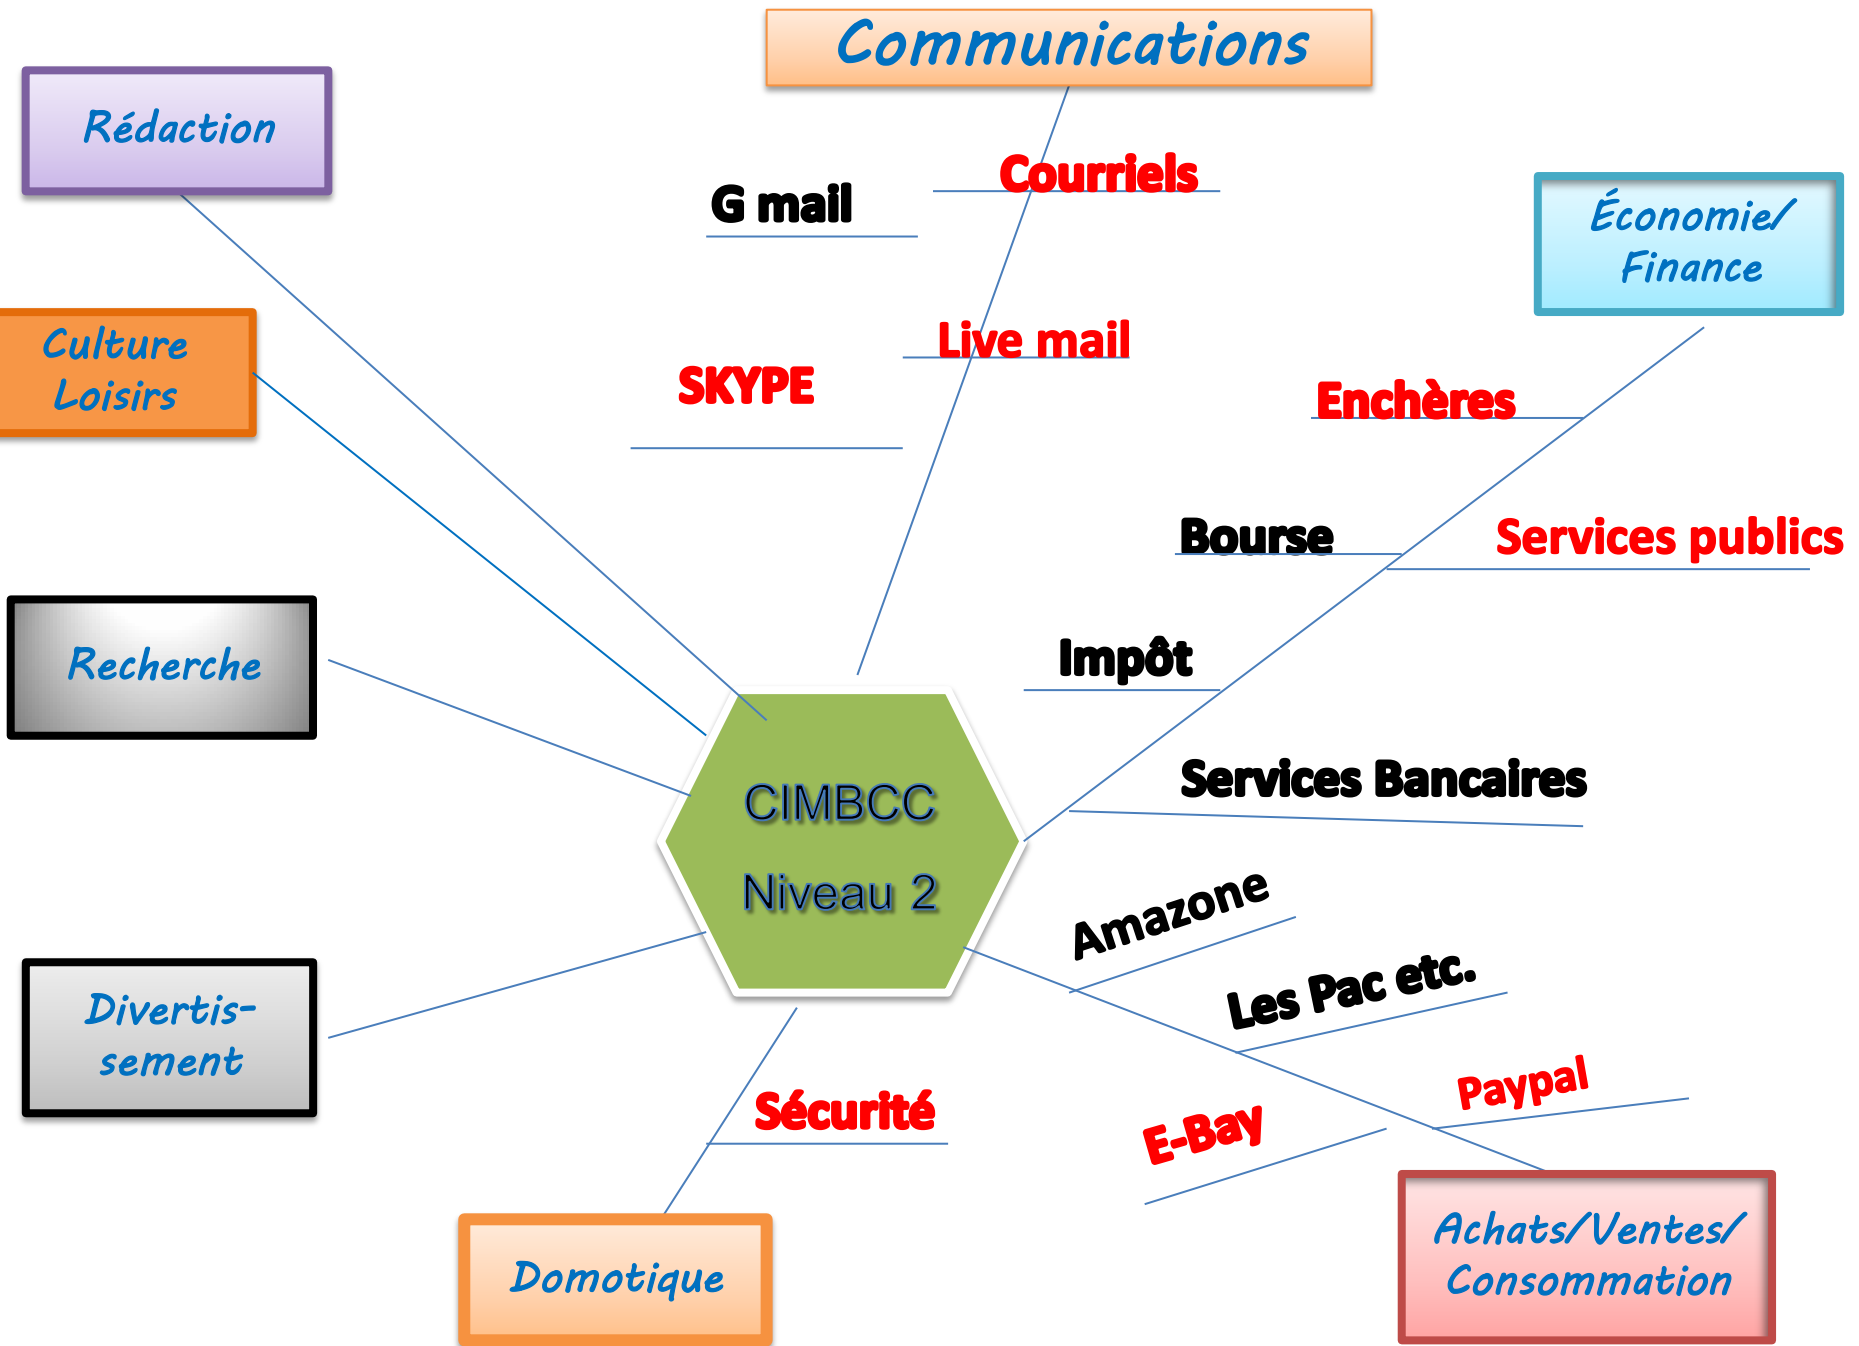 Communications
Rédaction
Courriels
G mail
Économie/
Finance
Culture
Loisirs
Live mail
SKYPE
Enchères
Bourse
Services publics
Impôt
Recherche
Services Bancaires
CIMBCC
Niveau 2
Amazone
Les Pac etc.
Divertis-
sement
Paypal
Sécurité
E-Bay
Achats/Ventes/
Consommation
Domotique